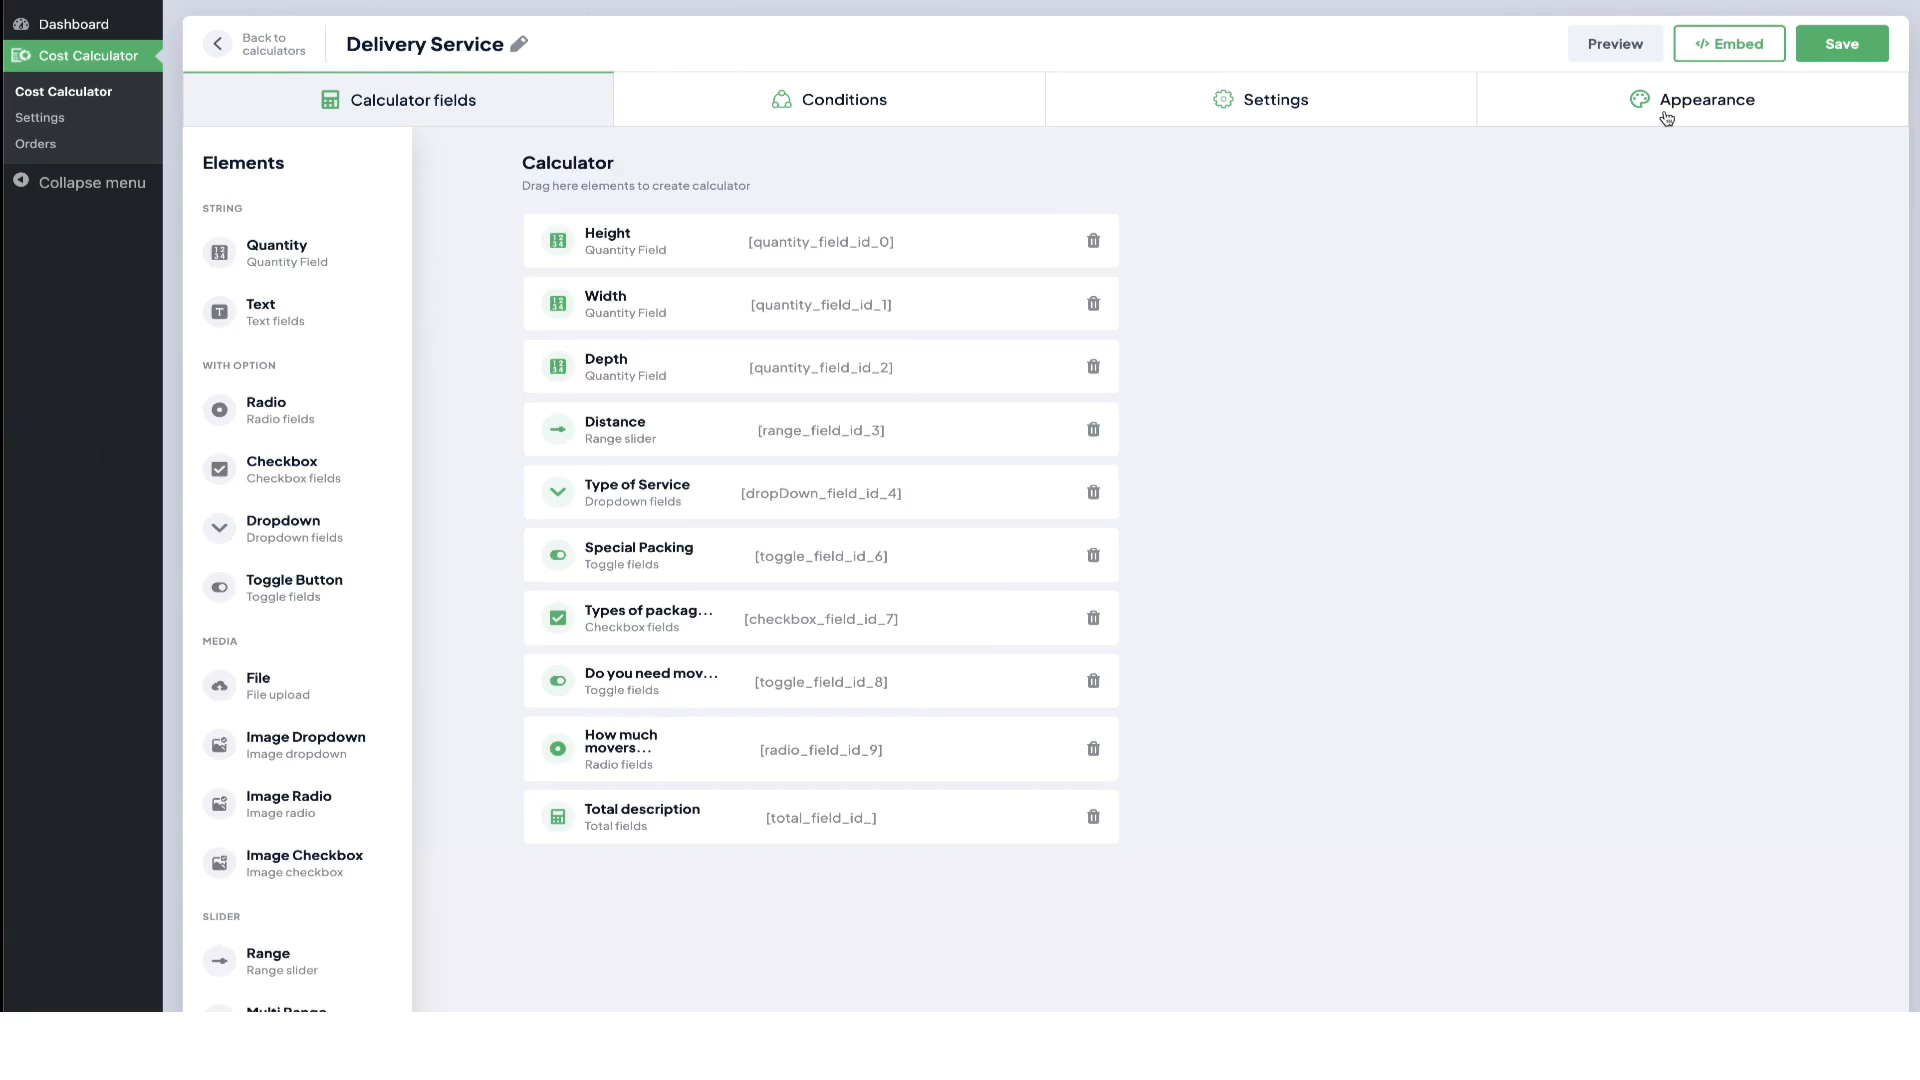 Dashboard
Cost Calculator
Cost Calculator
Settings
Orders
Collapse menu
Back to
calculators
Delivery Service
Preview
</> Embed
Save
Calculator fields
Conditions
Settings
Appearance
Elements
STRING
Quantity
Quantity Field
Text
Text fields
WITH OPTION
Radio
Radio fields
Checkbox
Checkbox fields
Dropdown
Dropdown fields
Toggle Button
Toggle fields
MEDIA
File
File upload
Image Dropdown
Image dropdown
Image Radio
Image radio
Image Checkbox
Image checkbox
SLIDER
Range
Range slider
Multi Range
Calculator
Drag here elements to create calculator
Height
Quantity Field
[quantity_field_id_0]
Width
Quantity Field
[quantity_field_id_1]
Depth
Quantity Field
[quantity_field_id_2]
Distance
Range slider
[range_field_id_3]
Type of Service
Dropdown fields
[dropDown_field_id_4]
Special Packing
Toggle fields
[toggle_field_id_6]
Types of packag...
Checkbox fields
[checkbox_field_id_7]
Do you need mov...
Toggle fields
[toggle_field_id_8]
How much
movers...
Radio fields
[radio_field_id_9]
Total description
Total fields
[total_field_id_]